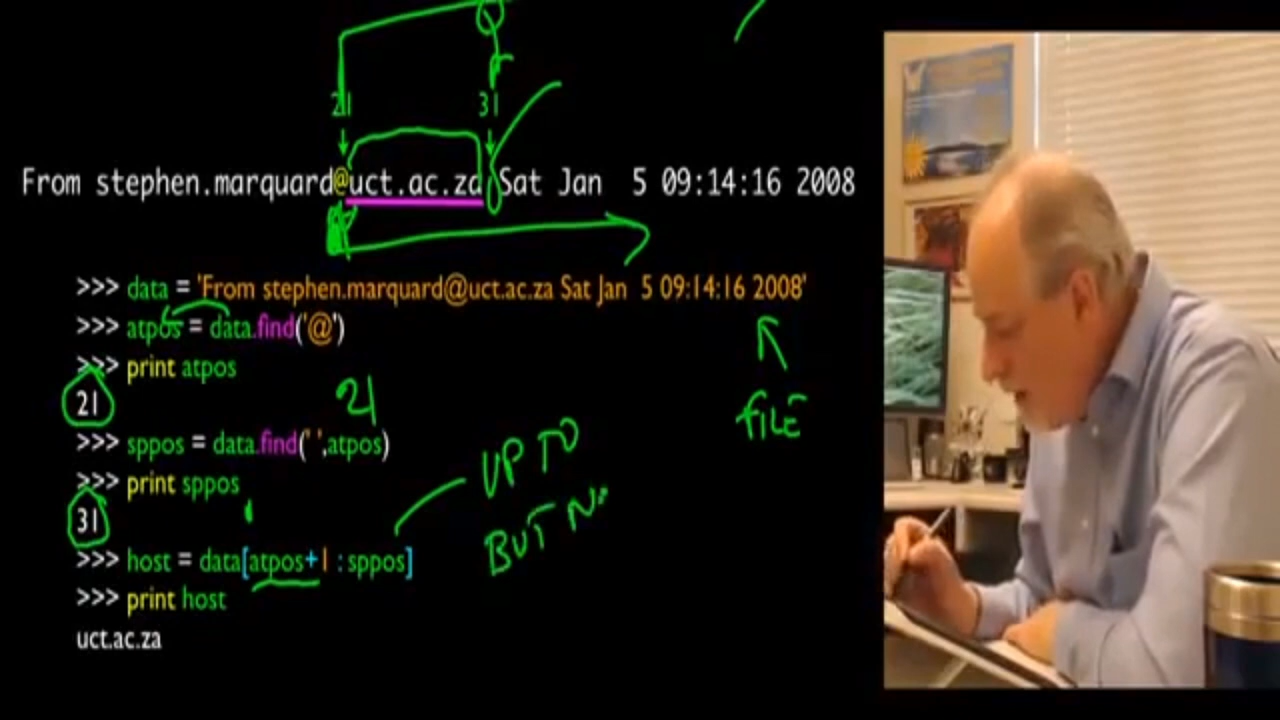 21 31
From stephen.marquard@uct.ac.za Sat Jan  5 09:14:16 2008
>>> data = 'From stephen.marquard@uct.ac.za Sat Jan  5 09:14:16 2008'
>>> atpos = data.find('@')
>>> print atpos
21
21
FILE
>>> sppos = data.find(' ',atpos)
UP TO
>>> print sppos
31
BUT N
>>> host = data[atpos+1 : sppos]
>>> print host
uct.ac.za